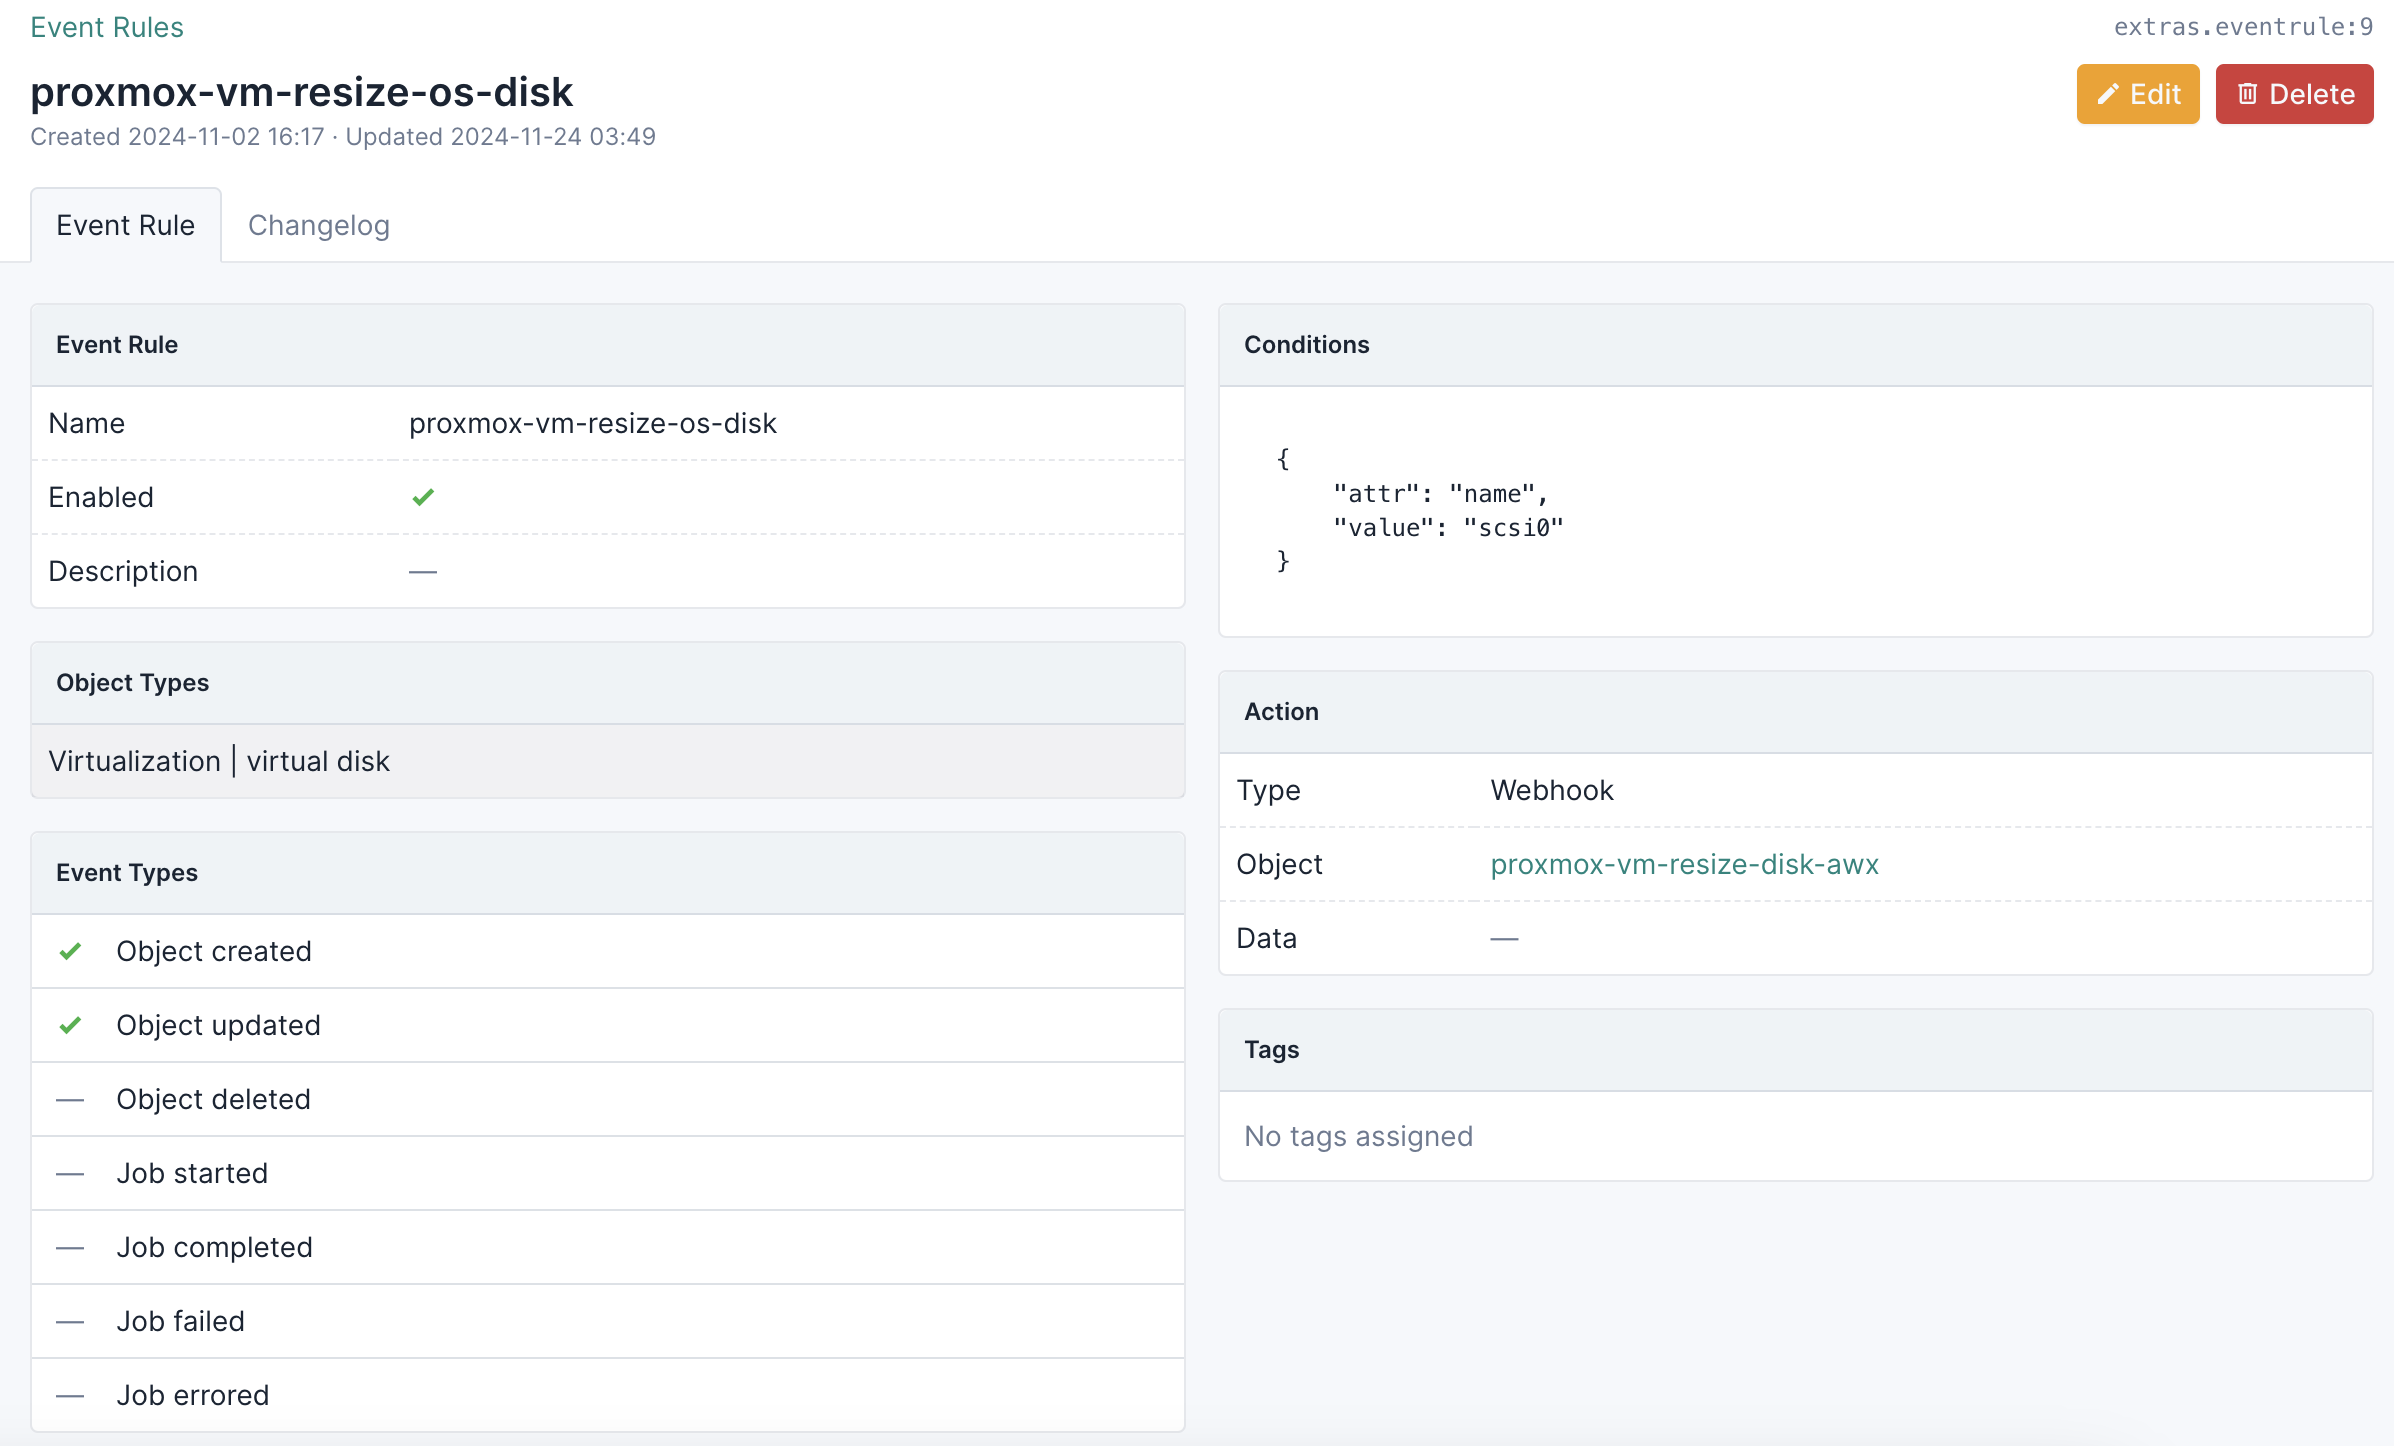 Event Rules
extras.eventrule:9
proxmox-vm-resize-os-disk
Edit
Delete
Created 2024-11-02 16:17 · Updated 2024-11-24 03:49
Event Rule
Changelog
Event Rule
Name proxmox-vm-resize-os-disk
Enabled
Description —
Object Types
Virtualization | virtual disk
Event Types
Object created
Object updated
— Object deleted
— Job started
— Job completed
— Job failed
— Job errored
Conditions
{
    "attr": "name",
    "value": "scsi0"
}
Action
Type Webhook
Object proxmox-vm-resize-disk-awx
Data —
Tags
No tags assigned